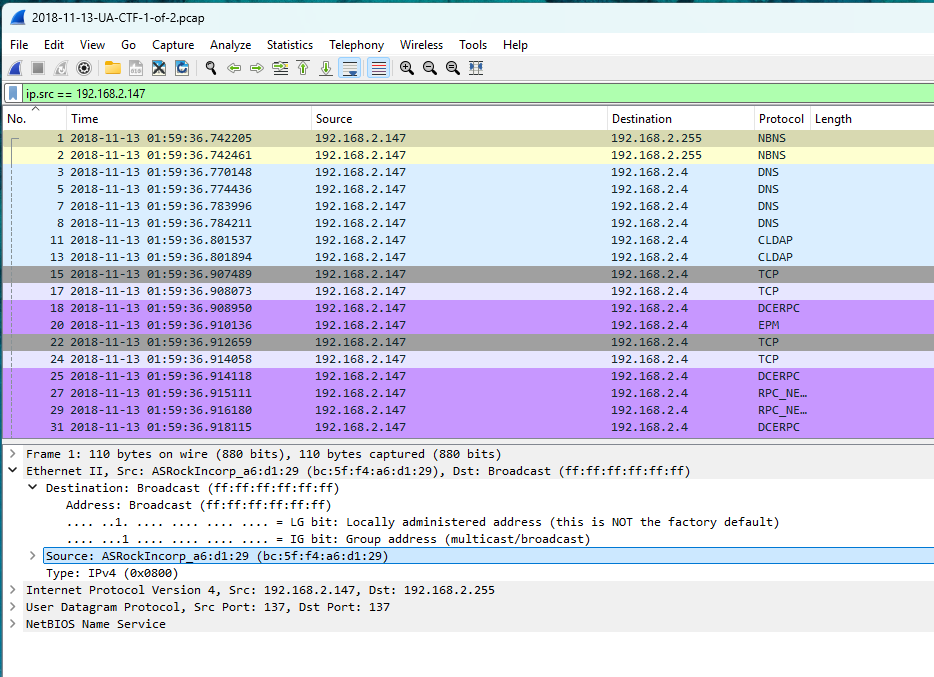 2018-11-13-UA-CTF-1-of-2.pcap
File Edit View Go Capture Analyze Statistics Telephony Wireless Tools Help
ip.src == 192.168.2.147
No. Time Source Destination Protocol Length
1 2018-11-13 01:59:36.742205 192.168.2.147 192.168.2.255 NBNS
2 2018-11-13 01:59:36.742461 192.168.2.147 192.168.2.255 NBNS
3 2018-11-13 01:59:36.770148 192.168.2.147 192.168.2.4 DNS
5 2018-11-13 01:59:36.774436 192.168.2.147 192.168.2.4 DNS
7 2018-11-13 01:59:36.783996 192.168.2.147 192.168.2.4 DNS
8 2018-11-13 01:59:36.784211 192.168.2.147 192.168.2.4 DNS
11 2018-11-13 01:59:36.801537 192.168.2.147 192.168.2.4 CLDAP
13 2018-11-13 01:59:36.801894 192.168.2.147 192.168.2.4 CLDAP
15 2018-11-13 01:59:36.907489 192.168.2.147 192.168.2.4 TCP
17 2018-11-13 01:59:36.908073 192.168.2.147 192.168.2.4 TCP
18 2018-11-13 01:59:36.908950 192.168.2.147 192.168.2.4 DCERPC
20 2018-11-13 01:59:36.910136 192.168.2.147 192.168.2.4 EPM
22 2018-11-13 01:59:36.912659 192.168.2.147 192.168.2.4 TCP
24 2018-11-13 01:59:36.914058 192.168.2.147 192.168.2.4 TCP
25 2018-11-13 01:59:36.914118 192.168.2.147 192.168.2.4 DCERPC
27 2018-11-13 01:59:36.915111 192.168.2.147 192.168.2.4 RPC_NE…
29 2018-11-13 01:59:36.916180 192.168.2.147 192.168.2.4 RPC_NE…
31 2018-11-13 01:59:36.918115 192.168.2.147 192.168.2.4 DCERPC
Frame 1: 110 bytes on wire (880 bits), 110 bytes captured (880 bits)
Ethernet II, Src: ASRockIncorp_a6:d1:29 (bc:5f:f4:a6:d1:29), Dst: Broadcast (ff:ff:ff:ff:ff:ff)
Destination: Broadcast (ff:ff:ff:ff:ff:ff)
Address: Broadcast (ff:ff:ff:ff:ff:ff)
.... ..1. .... .... .... .... = LG bit: Locally administered address (this is NOT the factory default)
.... ...1 .... .... .... .... = IG bit: Group address (multicast/broadcast)
Source: ASRockIncorp_a6:d1:29 (bc:5f:f4:a6:d1:29)
Type: IPv4 (0x0800)
Internet Protocol Version 4, Src: 192.168.2.147, Dst: 192.168.2.255
User Datagram Protocol, Src Port: 137, Dst Port: 137
NetBIOS Name Service